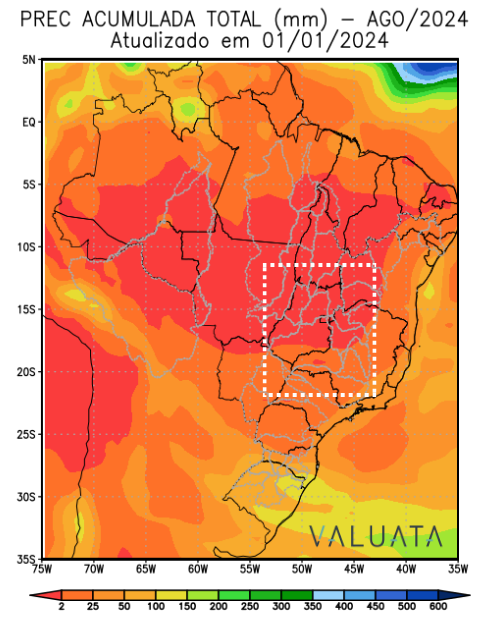 PREC ACUMULADA TOTAL (mm) – AGO/2024
Atualizado em 01/01/2024
5N
EQ
5S
10S
15S
20S
25S
30S
35S
VALUATA
75W 70W 65W 60W 55W 50W 45W 40W 35W
2 25 50 100 150 200 250 300 350 400 450 500 600